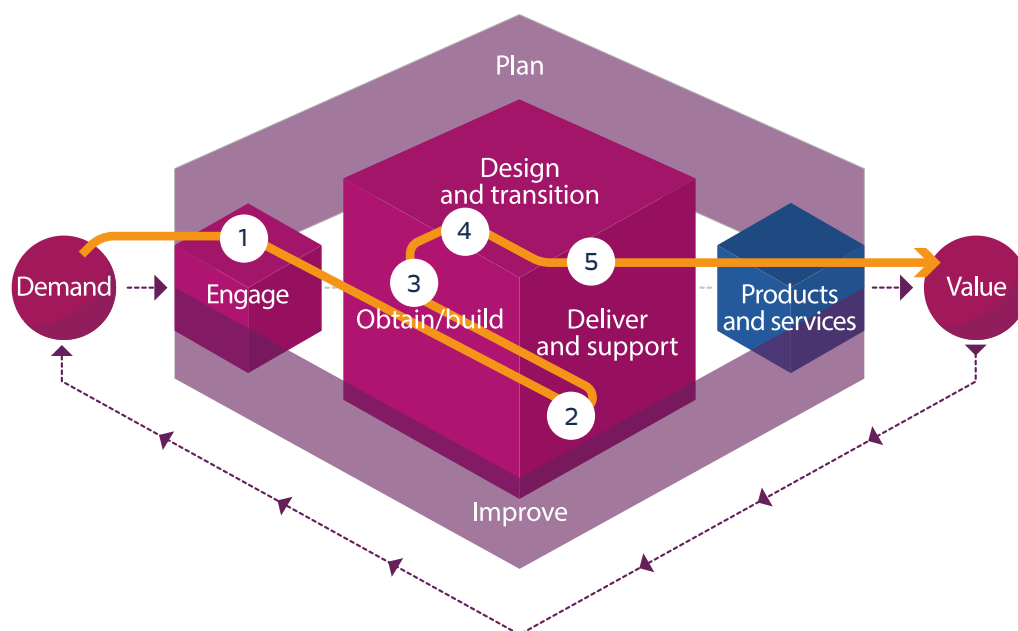 Plan
Design
and transition
1
4
5
3
Demand
Engage
Obtain/build
Deliver
and support
Products
and services
Value
2
Improve